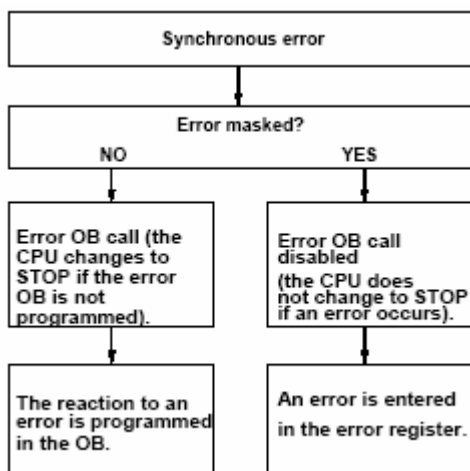 Synchronous error
Error masked?
NO YES
Error OB call (the
CPU changes to
STOP if the error
OB is not
programmed).
Error OB call
disabled
(the CPU does
not change to STOP
if an error occurs).
The reaction to an
error is programmed
in the OB.
An error is entered
in the error register.